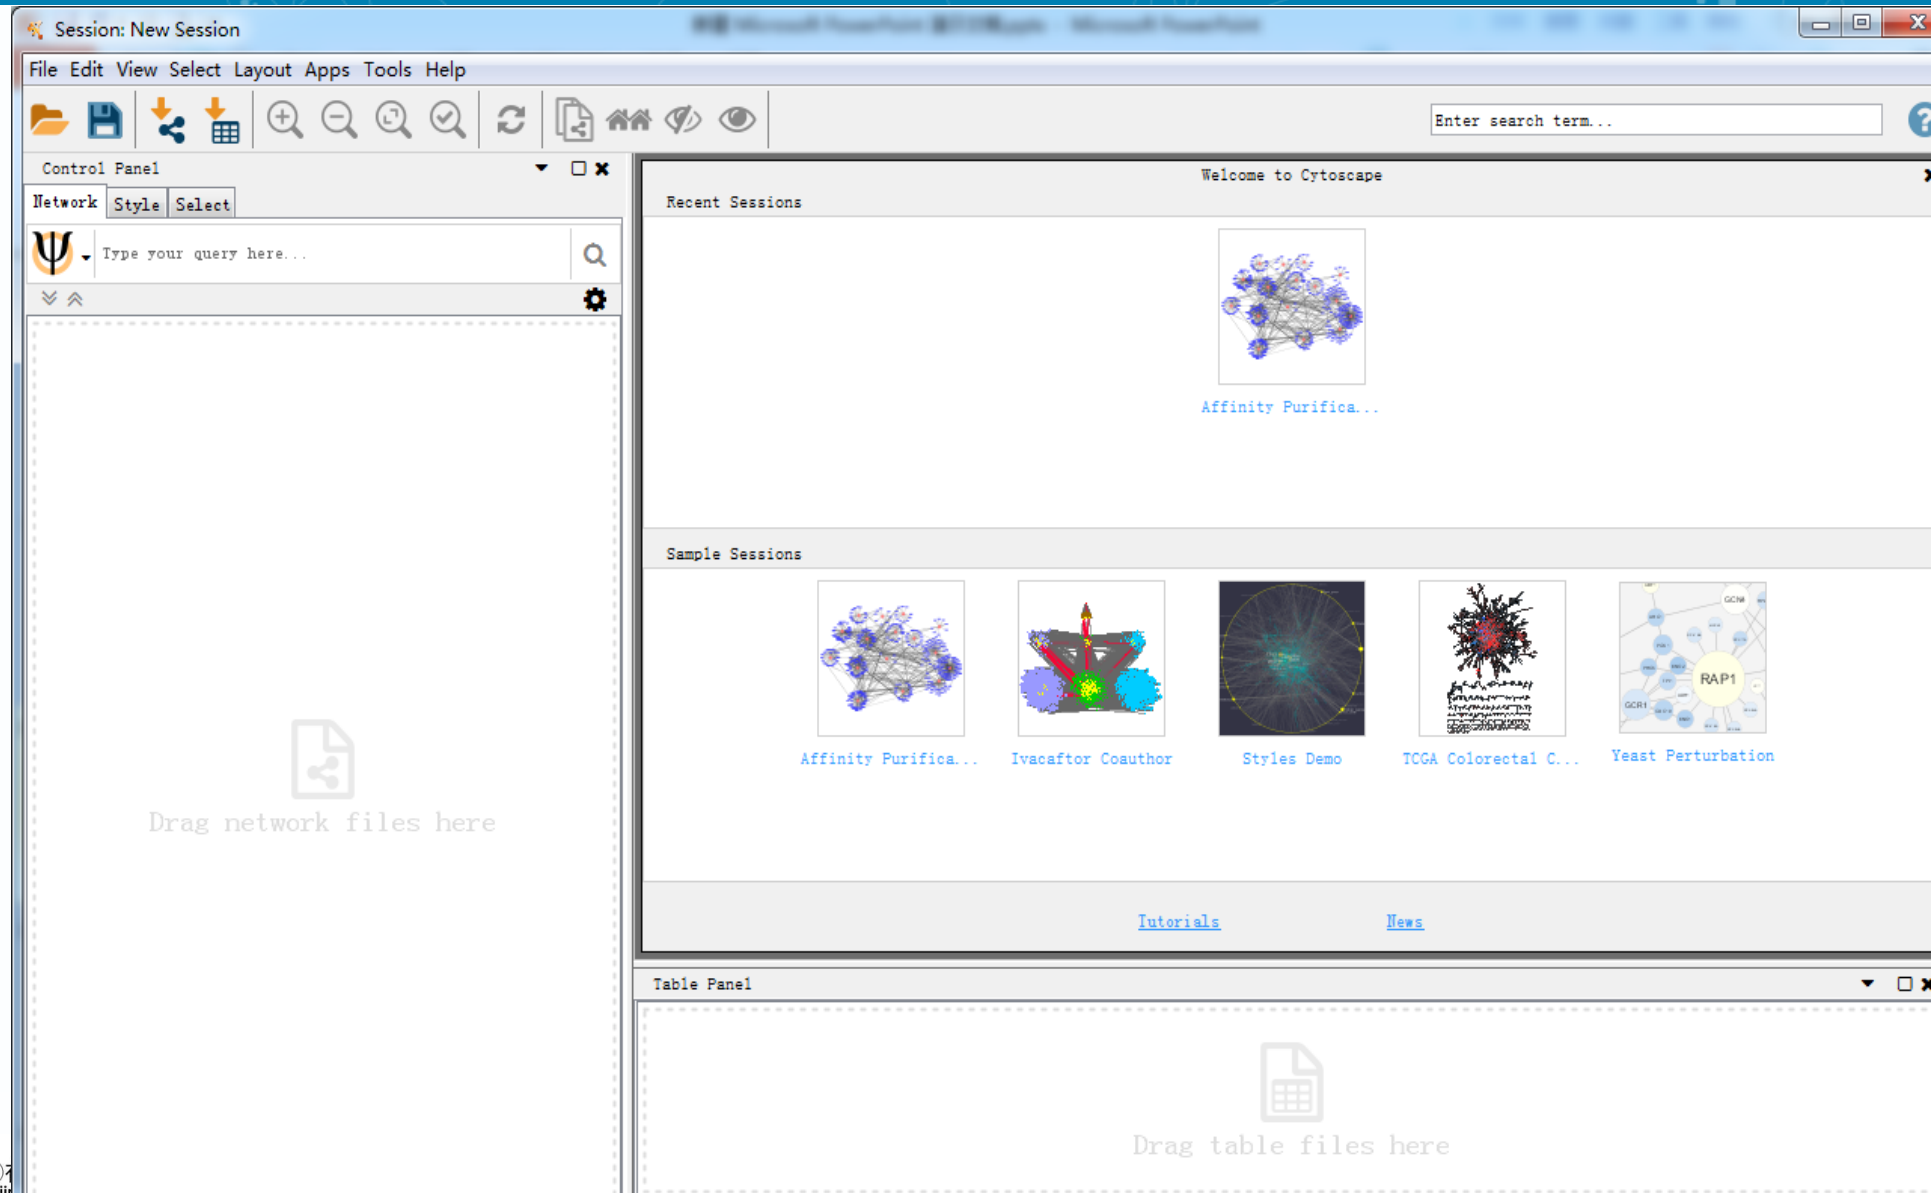 Session: New Session
File Edit View Select Layout Apps Tools Help
Enter search term...
Control Panel
Network Style Select
Type your query here...
Drag network files here
Welcome to Cytoscape
Recent Sessions
Affinity Purifica...
Sample Sessions
GCN4
RAP1
GCR1
Affinity Purifica... Ivacaftor Coauthor Styles Demo TCGA Colorectal C... Yeast Perturbation
Tutorials News
Table Panel
Drag table files here